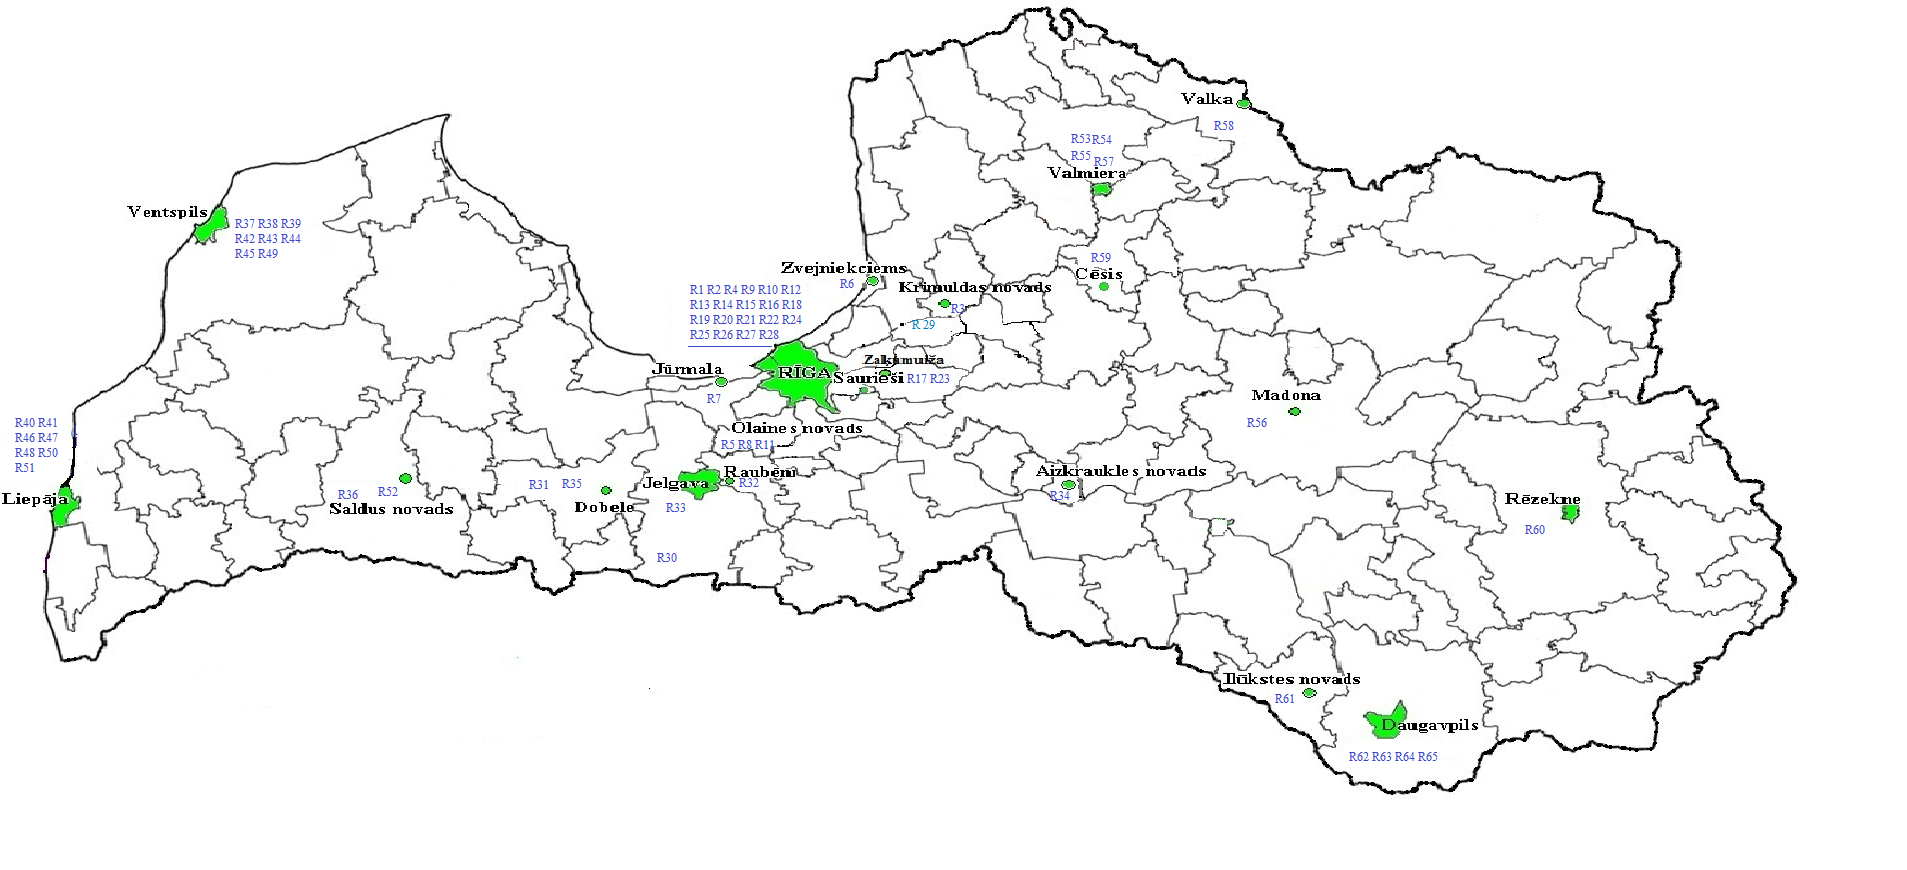 Valka
R58
R53 R54
R55 R57
Valmiera
Ventspils
R37 R38 R39
R42 R43 R44
R45 R49
R59
Cēsis
Zvejniekciems
R6
Krimuldas novads
R3
R 29
R1 R2 R4 R9 R10 R12
R13 R14 R15 R16 R18
R19 R20 R21 R22 R24
R25 R26 R27 R28
Zaķumuiža
Jūrmala
RĪGA
Saurieši
R17 R23
R7
Madona
R56
Olaines novads
R5 R8 R11
R40 R41
R46 R47
R48 R50
R51
Liepāja
R36
R52
Saldus novads
R31
R35
Dobele
Raubēni
R32
Jelgava
R33
R30
Aizkraukles novads
R34
Rēzekne
R60
Ilūkstes novads
R61
Daugavpils
R62 R63 R64 R65